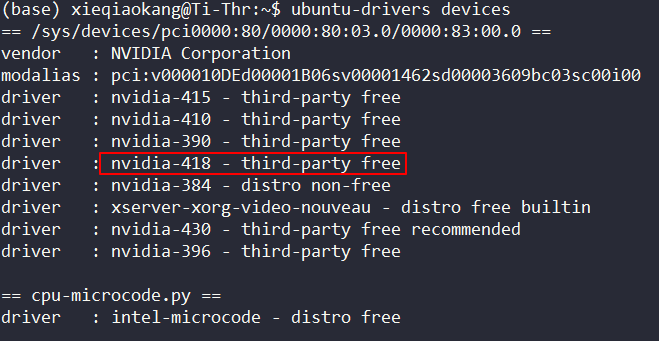 (base) xieqiaokang@Ti-Thr:~$ ubuntu-drivers devices
== /sys/devices/pci0000:80/0000:80:03.0/0000:83:00.0 ==
vendor   : NVIDIA Corporation
modalias : pci:v000010DEd00001B06sv00001462sd00003609bc03sc00i00
driver   : nvidia-415 - third-party free
driver   : nvidia-410 - third-party free
driver   : nvidia-390 - third-party free
driver   : nvidia-418 - third-party free
driver   : nvidia-384 - distro non-free
driver   : xserver-xorg-video-nouveau - distro free builtin
driver   : nvidia-430 - third-party free recommended
driver   : nvidia-396 - third-party free
== cpu-microcode.py ==
driver   : intel-microcode - distro free